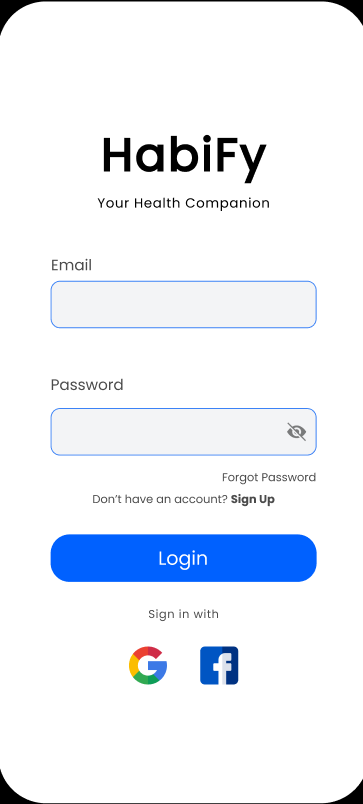 HabiFy
Your Health Companion
Email
Password
Forgot Password
Don’t have an account? Sign Up
Login
Sign in with